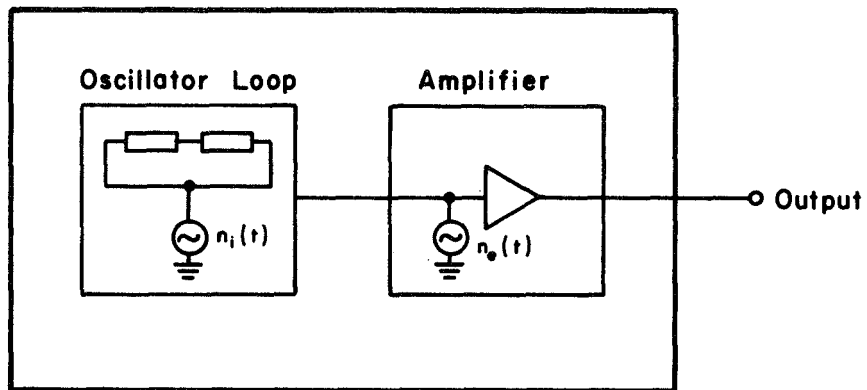 Oscillator Loop
Amplifier
n_i(t)
n_e(t)
Output